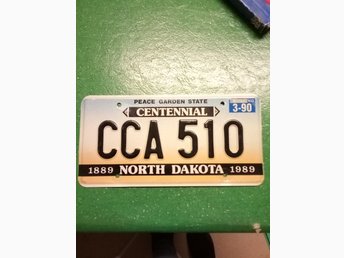 PEACE GARDEN STATE
CENTENNIAL
3-90
CCA 510
1889 NORTH DAKOTA 1989